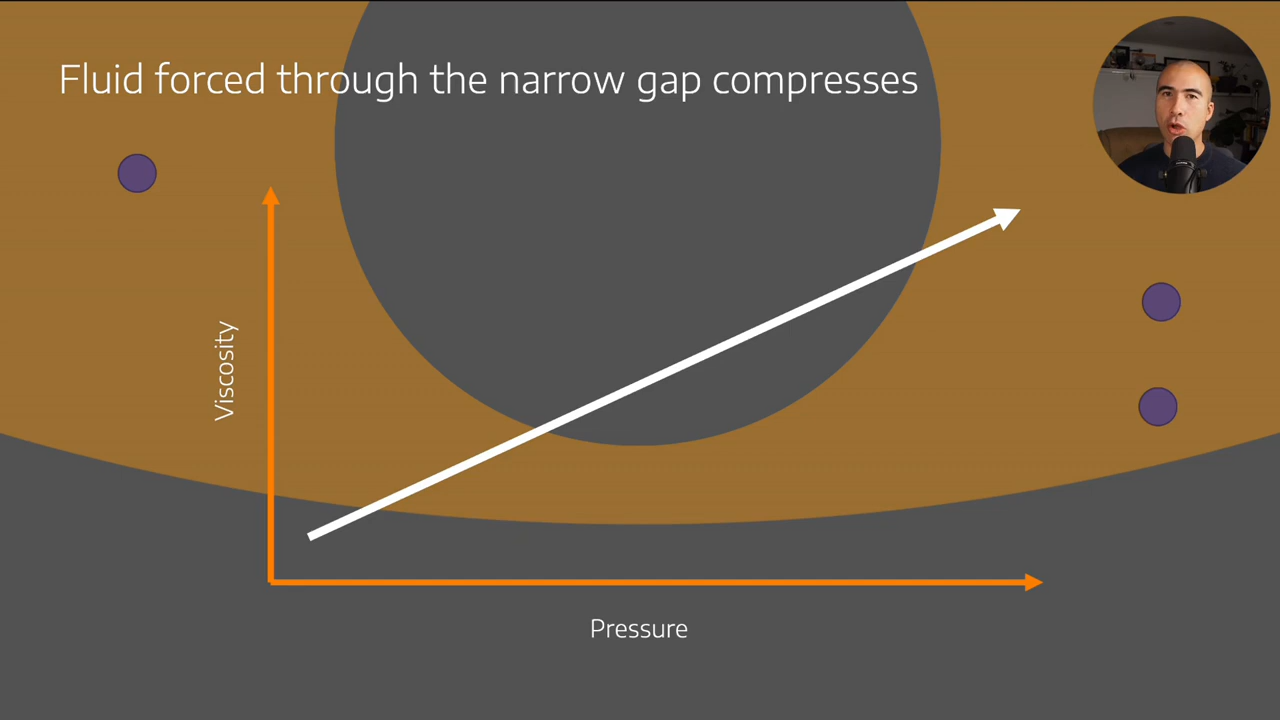 Fluid forced through the narrow gap compresses
Viscosity
Pressure